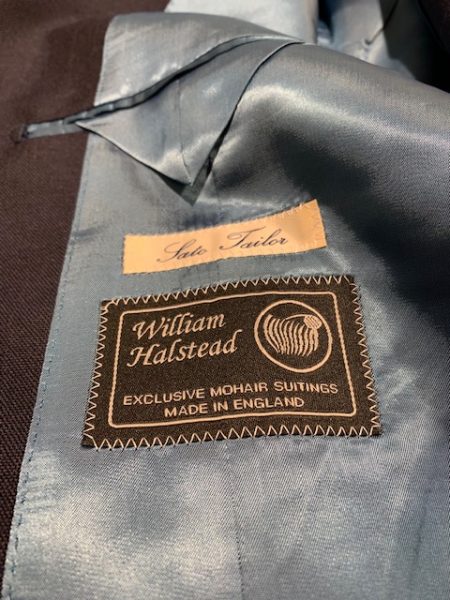 Sato Tailor
William
Halstead
EXCLUSIVE MOHAIR SUITINGS
MADE IN ENGLAND